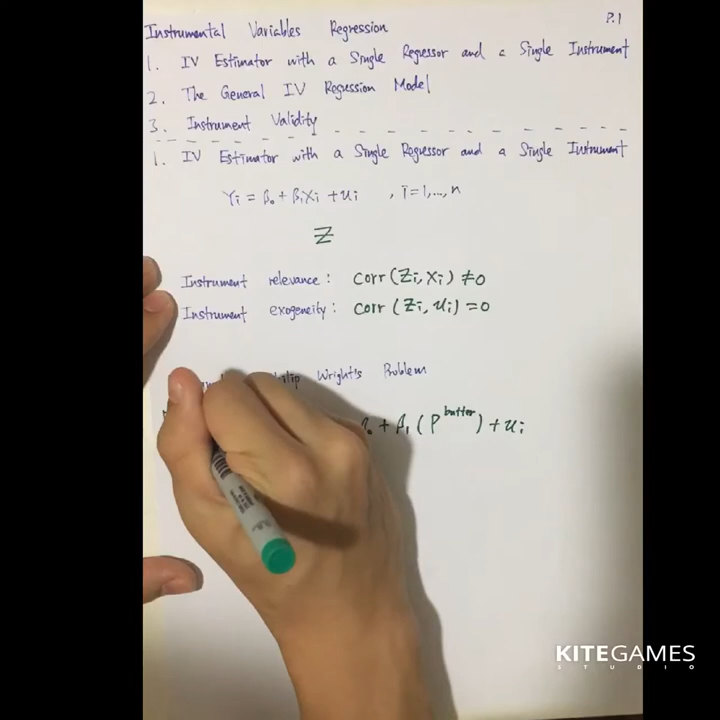 P.1
Instrumental Variables Regression
1. IV Estimator with a Single Regressor and a Single Instrument
2. The General IV Regression Model
3. Instrument Validity
1. IV Estimator with a Single Regressor and a Single Instrument
Yi = β0 + β1Xi + ui , i=1,...,n
Z
Instrument relevance: corr(Zi, Xi) ≠ 0
Instrument exogeneity: corr(Zi, ui) = 0
Wright's Problem
+ β1 (P^butter) + ui
KITEGAMES
STUDIO